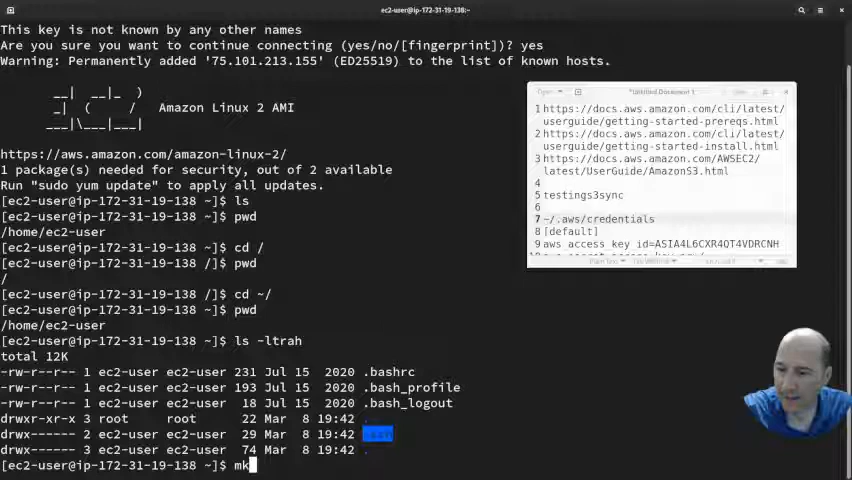 ec2-user@ip-172-31-19-138:~
This key is not known by any other names
Are you sure you want to continue connecting (yes/no/[fingerprint])? yes
Warning: Permanently added '75.101.213.155' (ED25519) to the list of known hosts.
__|  __|_  )
_|  (     /   Amazon Linux 2 AMI
___|\___|___|
https://aws.amazon.com/amazon-linux-2/
1 package(s) needed for security, out of 2 available
Run "sudo yum update" to apply all updates.
[ec2-user@ip-172-31-19-138 ~]$ ls
[ec2-user@ip-172-31-19-138 ~]$ pwd
/home/ec2-user
[ec2-user@ip-172-31-19-138 ~]$ cd /
[ec2-user@ip-172-31-19-138 /]$ pwd
/
[ec2-user@ip-172-31-19-138 /]$ cd ~/
[ec2-user@ip-172-31-19-138 ~]$ pwd
/home/ec2-user
[ec2-user@ip-172-31-19-138 ~]$ ls -ltrah
total 12K
-rw-r--r-- 1 ec2-user ec2-user 231 Jul 15  2020 .bashrc
-rw-r--r-- 1 ec2-user ec2-user 193 Jul 15  2020 .bash_profile
-rw-r--r-- 1 ec2-user ec2-user  18 Jul 15  2020 .bash_logout
drwxr-xr-x 3 root     root      22 Mar  8 19:42 .
drwx------ 2 ec2-user ec2-user  29 Mar  8 19:42 .ssh
drwx------ 3 ec2-user ec2-user  74 Mar  8 19:42 .
[ec2-user@ip-172-31-19-138 ~]$ mk
Open
*Untitled Document 1
1 https://docs.aws.amazon.com/cli/latest/
userguide/getting-started-prereqs.html
2 https://docs.aws.amazon.com/cli/latest/
userguide/getting-started-install.html
3 https://docs.aws.amazon.com/AWSEC2/
latest/UserGuide/AmazonS3.html
4
5 testings3sync
6
7 ~/.aws/credentials
8 [default]
9 aws_access_key_id=ASIA4L6CXR4QT4VDRCNH
Plain Text